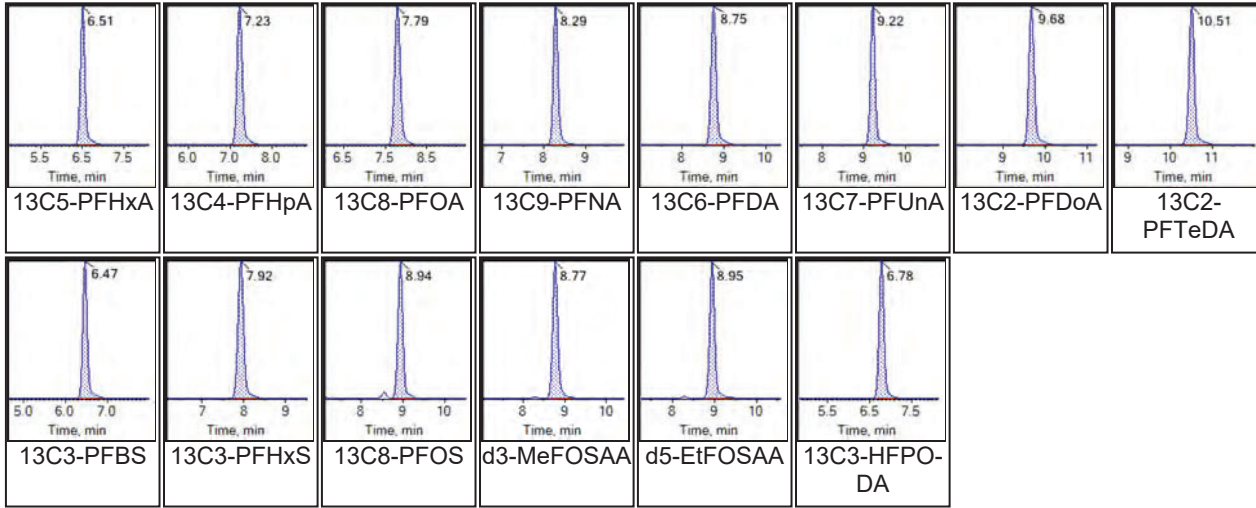 6.51
5.5 6.5 7.5
Time, min
13C5-PFHxA
7.23
6.0 7.0 8.0
Time, min
13C4-PFHpA
7.79
6.5 7.5 8.5
Time, min
13C8-PFOA
8.29
7 8 9
Time, min
13C9-PFNA
8.75
8 9 10
Time, min
13C6-PFDA
9.22
8 9 10
Time, min
13C7-PFUnA
9.68
9 10 11
Time, min
13C2-PFDoA
10.51
9 10 11
Time, min
13C2-
PFTeDA
6.47
5.0 6.0 7.0
Time, min
13C3-PFBS
7.92
7 8 9
Time, min
13C3-PFHxS
8.94
8 9 10
Time, min
13C8-PFOS
8.77
8 9 10
Time, min
d3-MeFOSAA
8.95
8 9 10
Time, min
d5-EtFOSAA
6.78
5.5 6.5 7.5
Time, min
13C3-HFPO-
DA